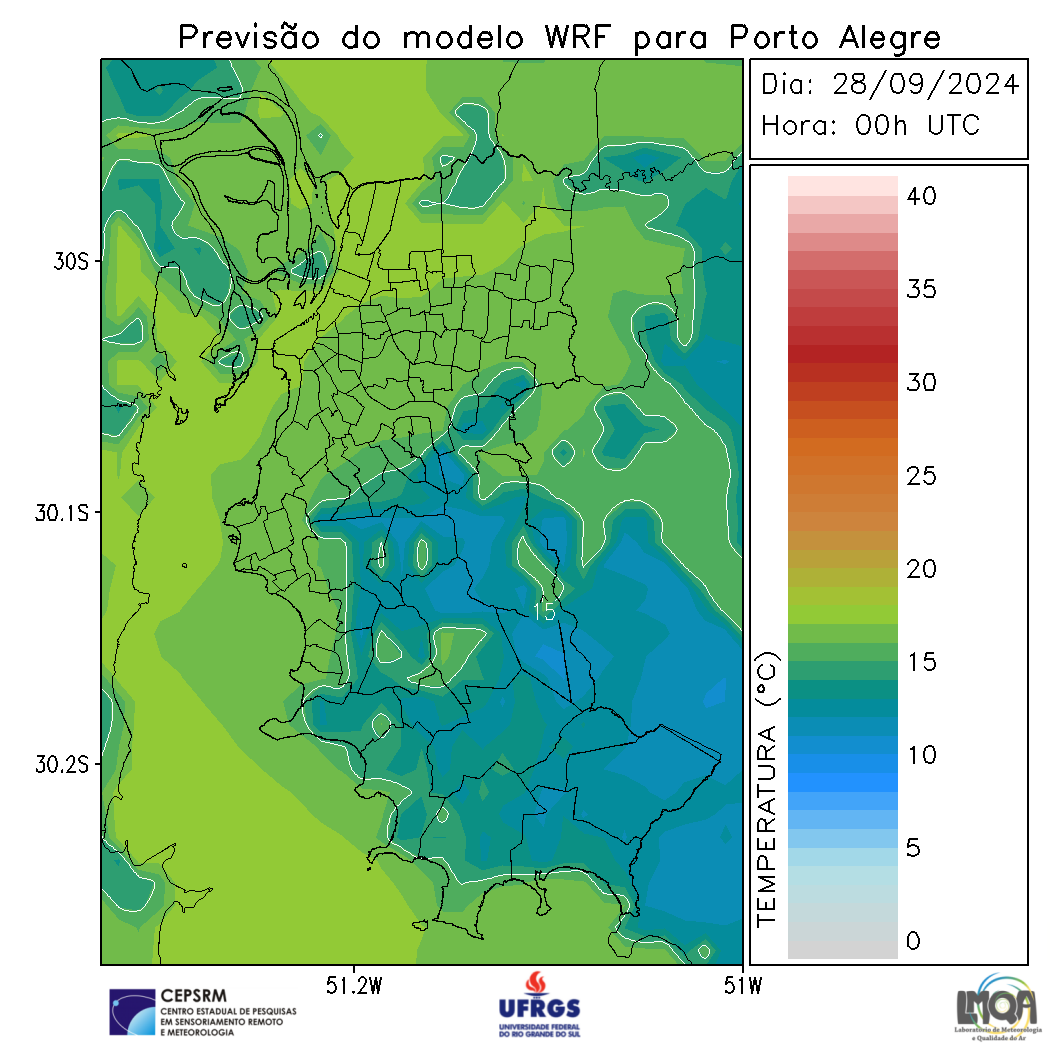 Previsão do modelo WRF para Porto Alegre
Dia: 28/09/2024
Hora: 00h UTC
30S
30.1S
30.2S
51.2W
51W
15
40
35
30
25
20
15
10
5
0
TEMPERATURA (°C)
CEPSRM
CENTRO ESTADUAL DE PESQUISAS
EM SENSORIAMENTO REMOTO
E METEOROLOGIA
UFRGS
UNIVERSIDADE FEDERAL
DO RIO GRANDE DO SUL
LMQA
Laboratório de Meteorologia
e Qualidade do Ar